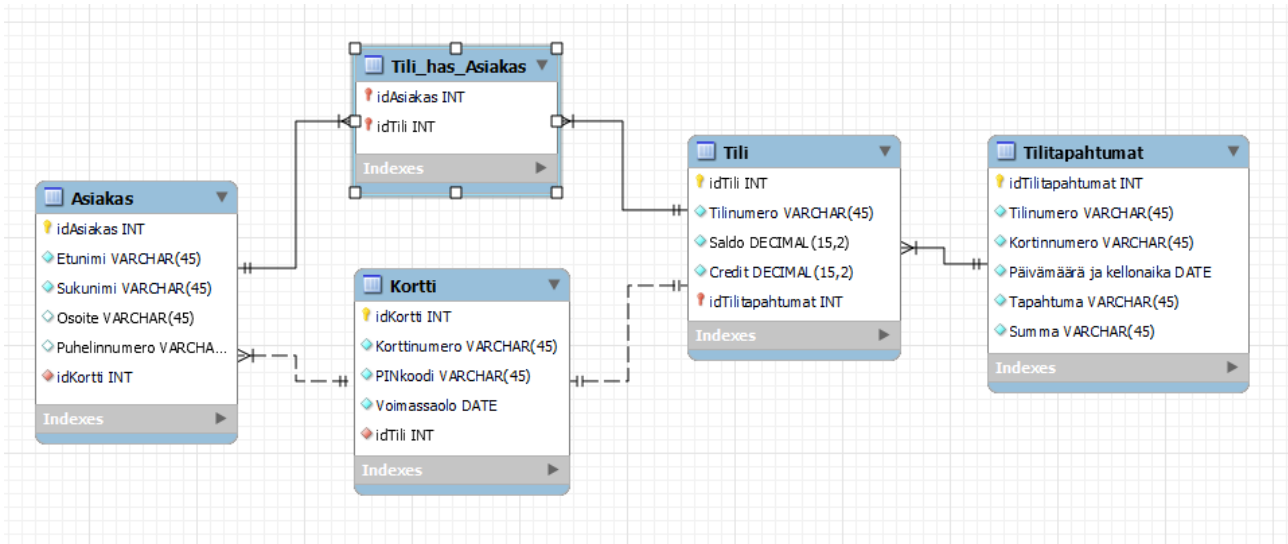 Tili_has_Asiakas
idAsiakas INT
idTili INT
Indexes
Asiakas
idAsiakas INT
Etunimi VARCHAR(45)
Sukunimi VARCHAR(45)
Osoite VARCHAR(45)
Puhelinnumero VARCHA...
idKortti INT
Indexes
Kortti
idKortti INT
Korttinumero VARCHAR(45)
PINkoodi VARCHAR(45)
Voimassaolo DATE
idTili INT
Indexes
Tili
idTili INT
Tilinumero VARCHAR(45)
Saldo DECIMAL(15,2)
Credit DECIMAL(15,2)
idTilitapahtumat INT
Indexes
Tilitapahtumat
idTilitapahtumat INT
Tilinumero VARCHAR(45)
Kortinnumero VARCHAR(45)
Päivämäärä ja kellonaika DATE
Tapahtuma VARCHAR(45)
Summa VARCHAR(45)
Indexes